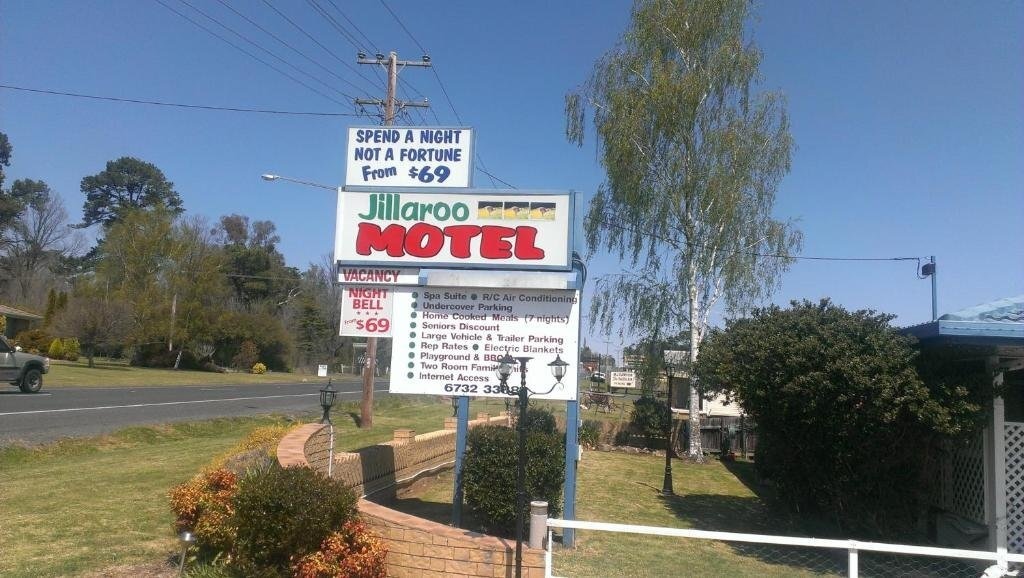 SPEND A NIGHT
NOT A FORTUNE
From $69
Jillaroo
MOTEL
VACANCY
NIGHT
BELL
From $69
Spa Suite R/C Air Conditioning
Undercover Parking
Home Cooked Meals (7 nights)
Seniors Discount
Large Vehicle & Trailer Parking
Rep Rates Electric Blankets
Playground & BBQ
Two Room Family
Internet Access
6732